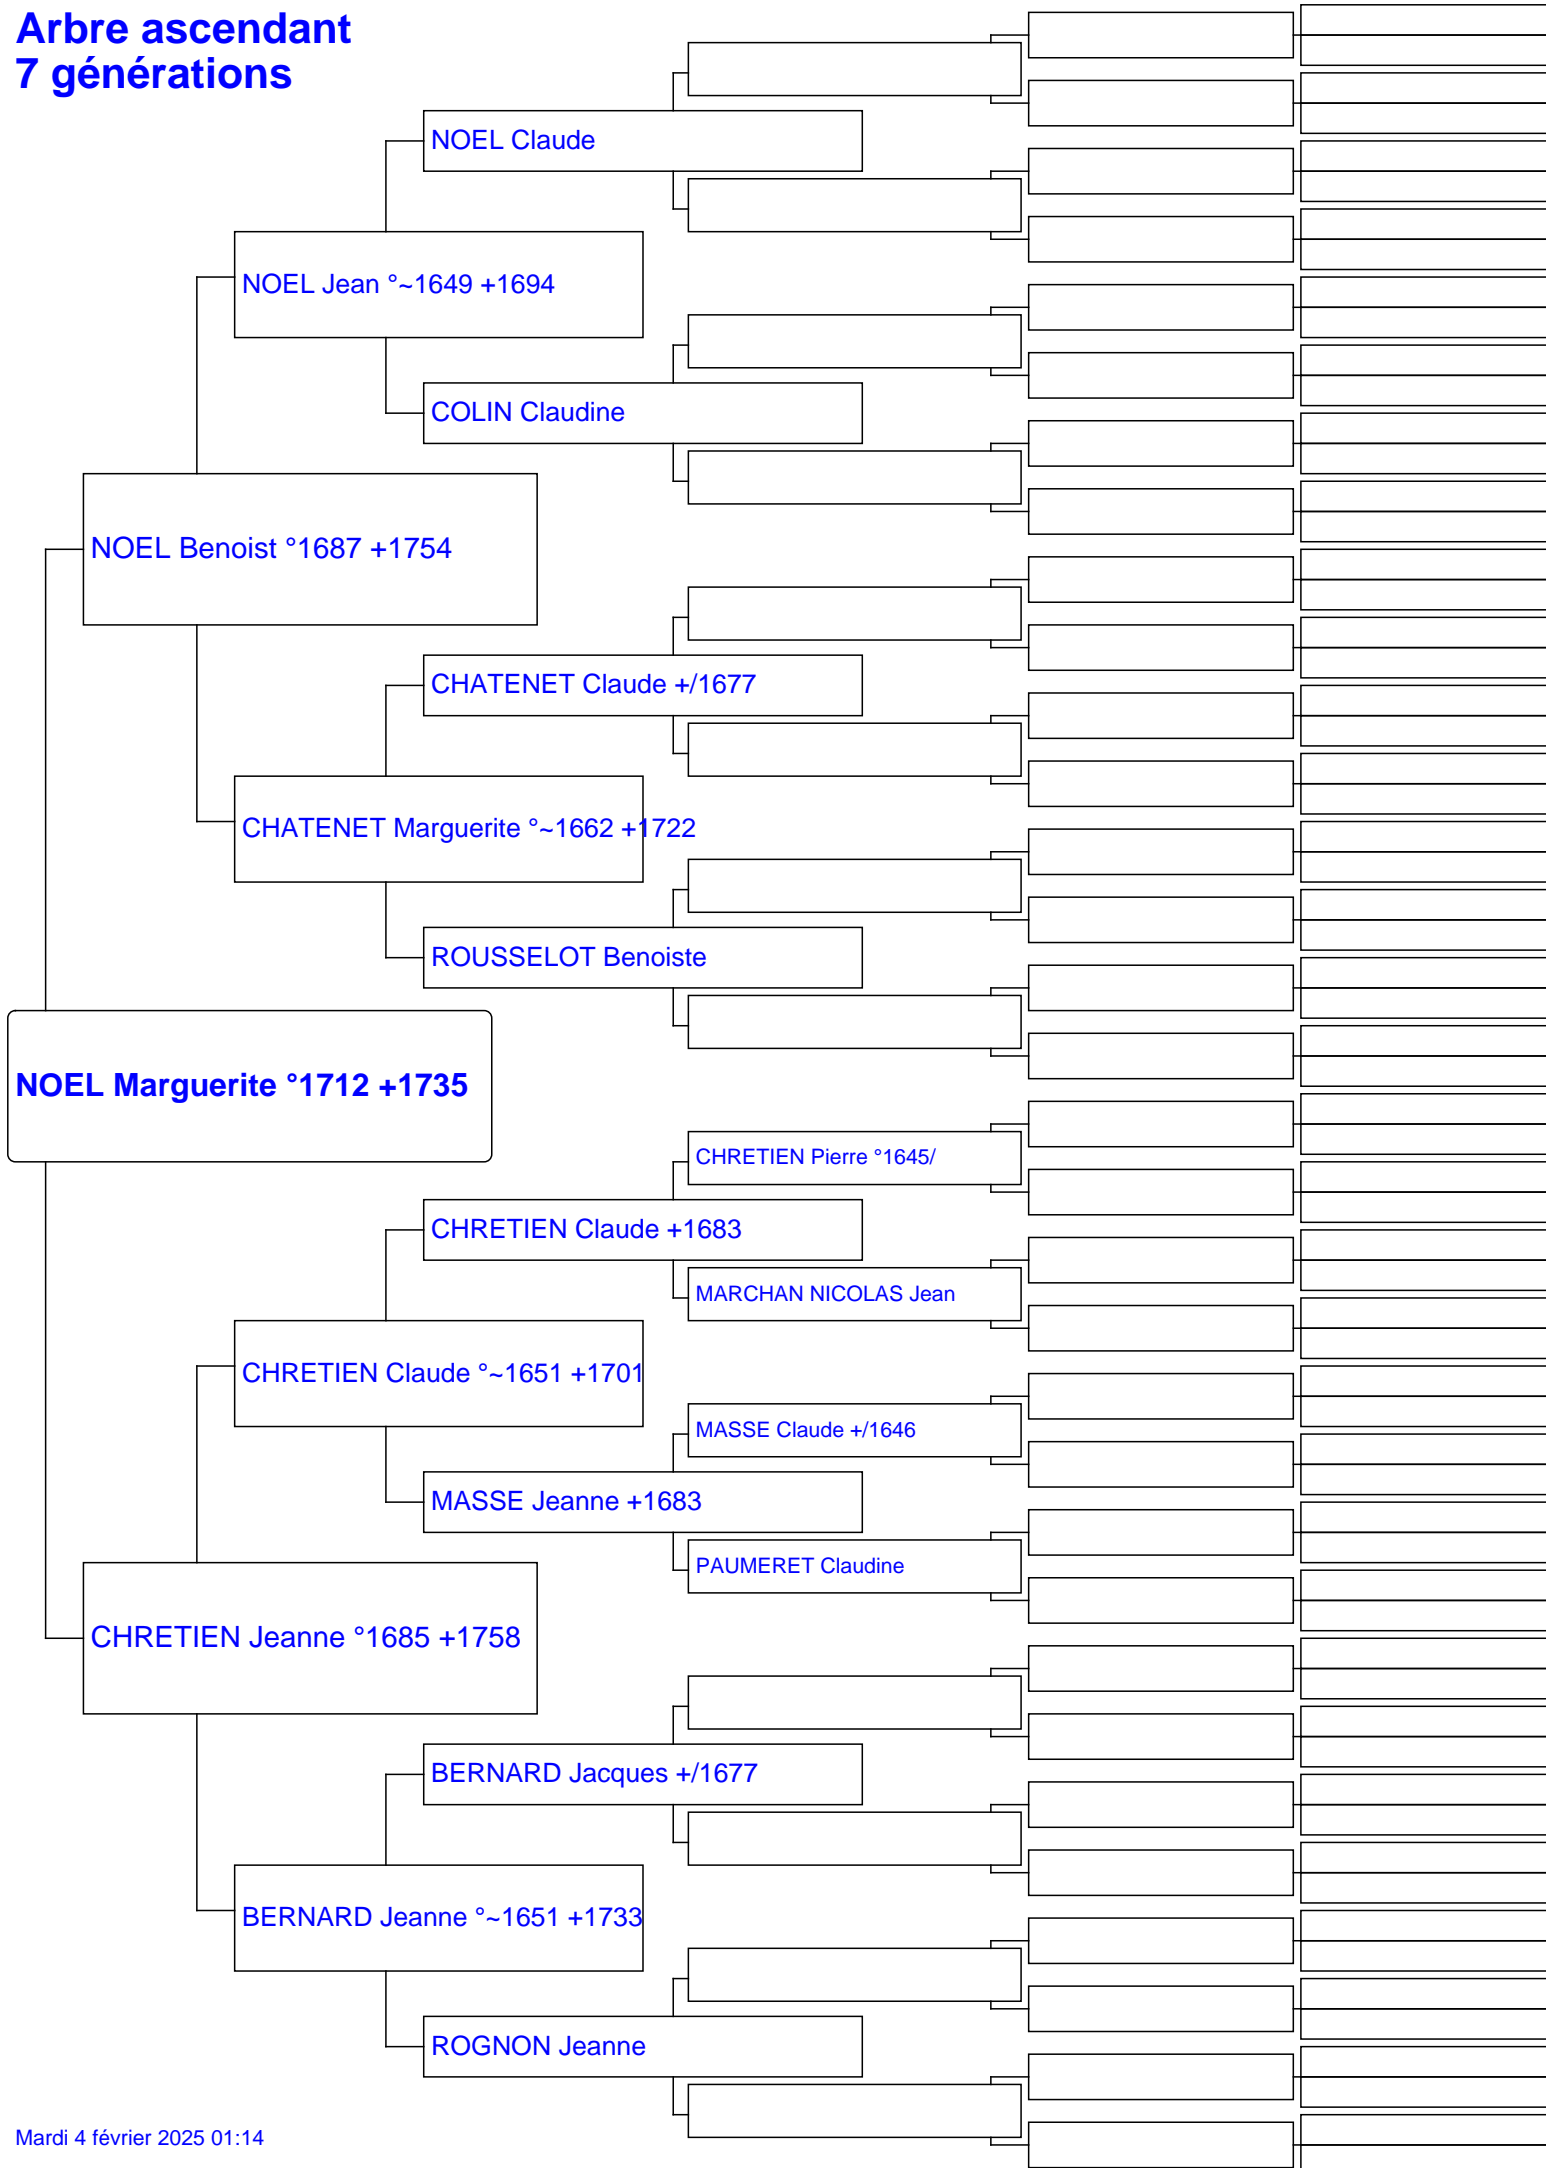 Arbre ascendant
7 générations
NOEL Claude
NOEL Jean °~1649 +1694
COLIN Claudine
NOEL Benoist °1687 +1754
CHATENET Claude +/1677
CHATENET Marguerite °~1662 +1722
ROUSSELOT Benoiste
NOEL Marguerite °1712 +1735
CHRETIEN Pierre °1645/
CHRETIEN Claude +1683
MARCHAN NICOLAS Jean
CHRETIEN Claude °~1651 +1701
MASSE Claude +/1646
MASSE Jeanne +1683
PAUMERET Claudine
CHRETIEN Jeanne °1685 +1758
BERNARD Jacques +/1677
BERNARD Jeanne °~1651 +1733
ROGNON Jeanne
Mardi 4 février 2025 01:14